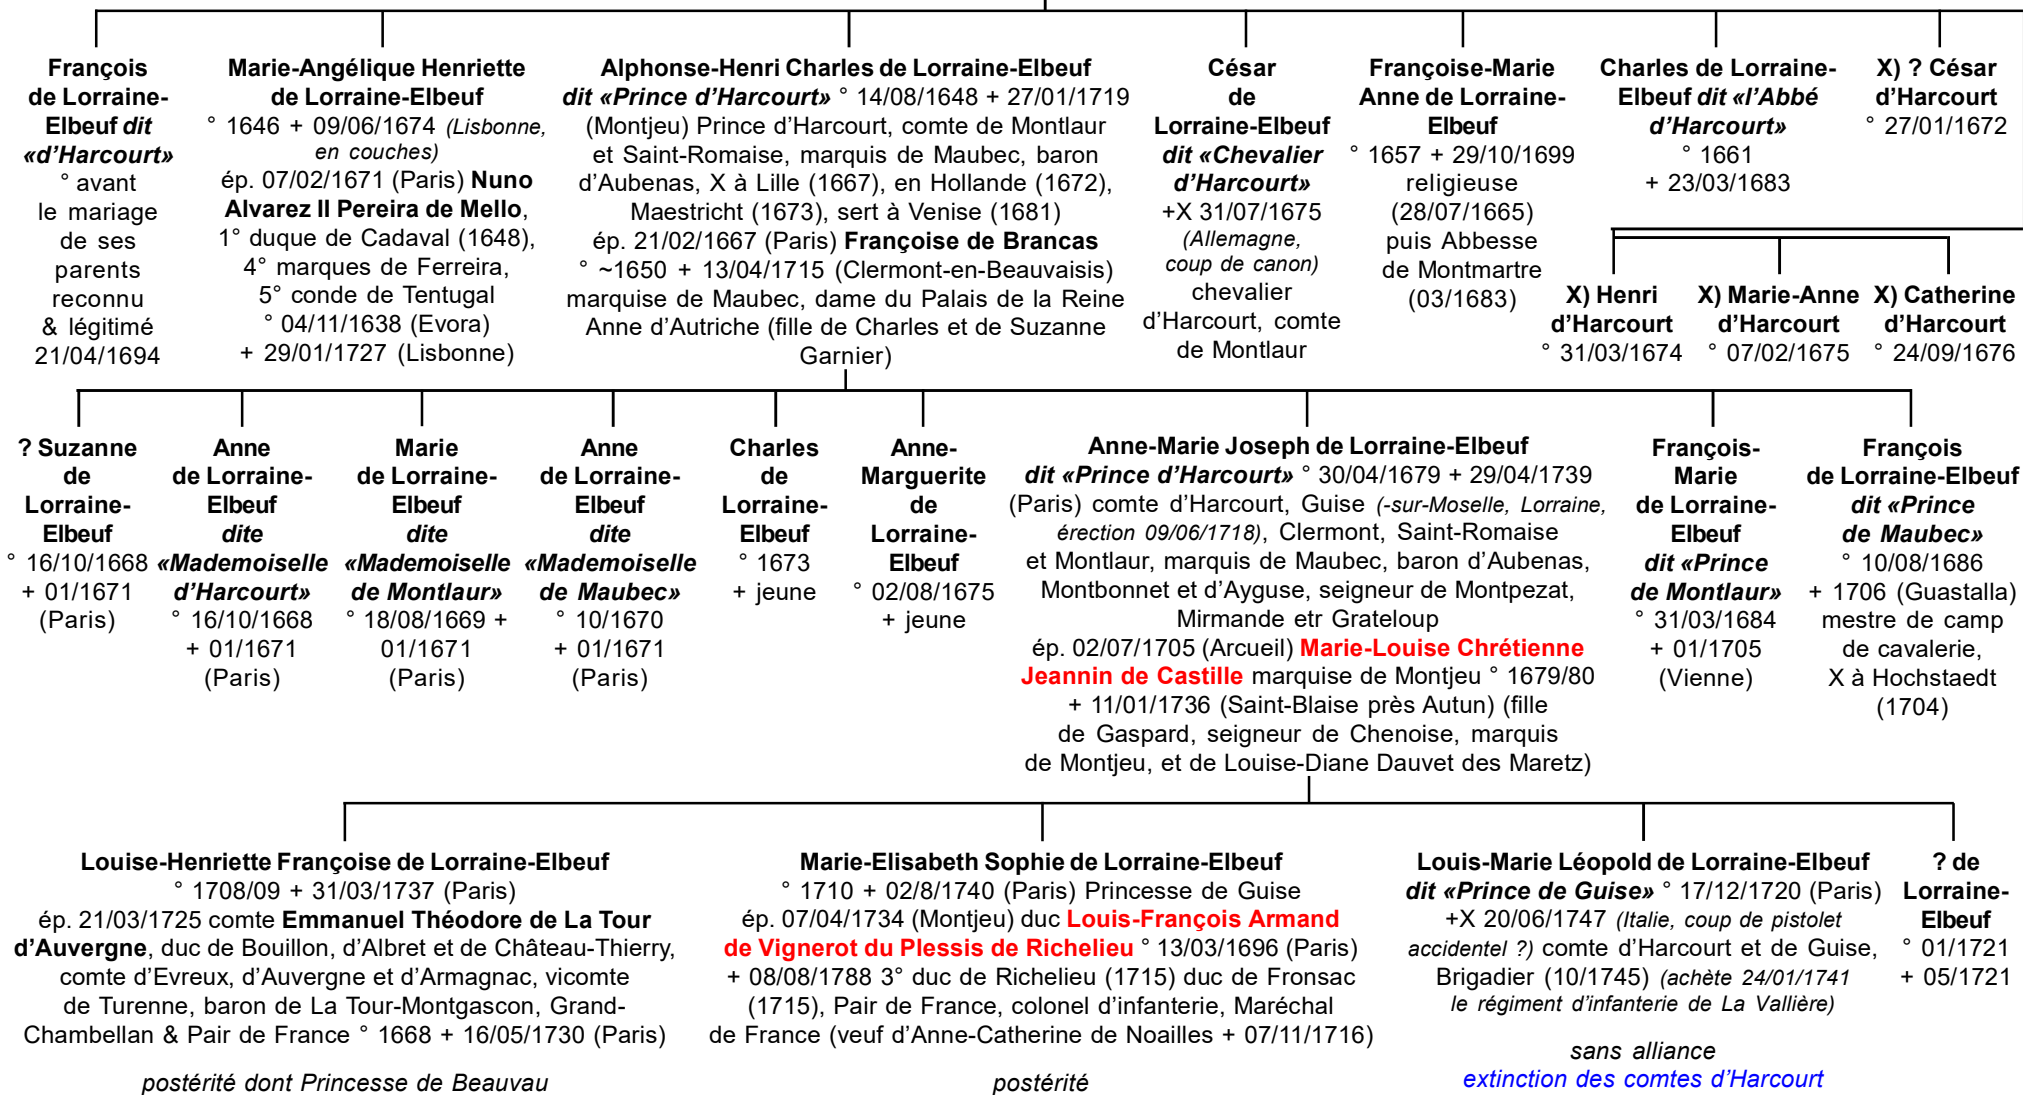 François
de Lorraine-
Elbeuf dit
«d’Harcourt»
° avant
le mariage
de ses
parents
reconnu
& légitimé
21/04/1694
Marie-Angélique Henriette
de Lorraine-Elbeuf
° 1646 + 09/06/1674 (Lisbonne,
en couches)
ép. 07/02/1671 (Paris) Nuno
Alvarez II Pereira de Mello,
1° duque de Cadaval (1648),
4° marques de Ferreira,
5° conde de Tentugal
° 04/11/1638 (Evora)
+ 29/01/1727 (Lisbonne)
Alphonse-Henri Charles de Lorraine-Elbeuf
dit «Prince d’Harcourt» ° 14/08/1648 + 27/01/1719
(Montjeu) Prince d’Harcourt, comte de Montlaur
et Saint-Romaise, marquis de Maubec, baron
d’Aubenas, X à Lille (1667), en Hollande (1672),
Maestricht (1673), sert à Venise (1681)
ép. 21/02/1667 (Paris) Françoise de Brancas
° ~1650 + 13/04/1715 (Clermont-en-Beauvaisis)
marquise de Maubec, dame du Palais de la Reine
Anne d’Autriche (fille de Charles et de Suzanne
Garnier)
César
de
Lorraine-Elbeuf
dit «Chevalier
d’Harcourt»
+X 31/07/1675
(Allemagne,
coup de canon)
chevalier
d’Harcourt, comte
de Montlaur
Françoise-Marie
Anne de Lorraine-
Elbeuf
° 1657 + 29/10/1699
religieuse
(28/07/1665)
puis Abbesse
de Montmartre
(03/1683)
Charles de Lorraine-
Elbeuf dit «l’Abbé
d’Harcourt»
° 1661
+ 23/03/1683
X) ? César
d’Harcourt
° 27/01/1672
X) Henri
d’Harcourt
° 31/03/1674
X) Marie-Anne
d’Harcourt
° 07/02/1675
X) Catherine
d’Harcourt
° 24/09/1676
? Suzanne
de
Lorraine-
Elbeuf
° 16/10/1668
+ 01/1671
(Paris)
Anne
de Lorraine-
Elbeuf
dite
«Mademoiselle
d’Harcourt»
° 16/10/1668
+ 01/1671
(Paris)
Marie
de Lorraine-
Elbeuf
dite
«Mademoiselle
de Montlaur»
° 18/08/1669 +
01/1671
(Paris)
Anne
de Lorraine-
Elbeuf
dite
«Mademoiselle
de Maubec»
° 10/1670
+ 01/1671
(Paris)
Charles
de
Lorraine-
Elbeuf
° 1673
+ jeune
Anne-
Marguerite
de
Lorraine-
Elbeuf
° 02/08/1675
+ jeune
Anne-Marie Joseph de Lorraine-Elbeuf
dit «Prince d’Harcourt» ° 30/04/1679 + 29/04/1739
(Paris) comte d’Harcourt, Guise (-sur-Moselle, Lorraine,
érection 09/06/1718), Clermont, Saint-Romaise
et Montlaur, marquis de Maubec, baron d’Aubenas,
Montbonnet et d’Ayguse, seigneur de Montpezat,
Mirmande etr Grateloup
ép. 02/07/1705 (Arcueil) Marie-Louise Chrétienne
Jeannin de Castille marquise de Montjeu ° 1679/80
+ 11/01/1736 (Saint-Blaise près Autun) (fille
de Gaspard, seigneur de Chenoise, marquis
de Montjeu, et de Louise-Diane Dauvet des Maretz)
François-
Marie
de Lorraine-
Elbeuf
dit «Prince
de Montlaur»
° 31/03/1684
+ 01/1705
(Vienne)
François
de Lorraine-Elbeuf
dit «Prince
de Maubec»
° 10/08/1686
+ 1706 (Guastalla)
mestre de camp
de cavalerie,
X à Hochstaedt
(1704)
Louise-Henriette Françoise de Lorraine-Elbeuf
° 1708/09 + 31/03/1737 (Paris)
ép. 21/03/1725 comte Emmanuel Théodore de La Tour
d’Auvergne, duc de Bouillon, d’Albret et de Château-Thierry,
comte d’Evreux, d’Auvergne et d’Armagnac, vicomte
de Turenne, baron de La Tour-Montgascon, Grand-
Chambellan & Pair de France ° 1668 + 16/05/1730 (Paris)
postérité dont Princesse de Beauvau
Marie-Elisabeth Sophie de Lorraine-Elbeuf
° 1710 + 02/8/1740 (Paris) Princesse de Guise
ép. 07/04/1734 (Montjeu) duc Louis-François Armand
de Vignerot du Plessis de Richelieu ° 13/03/1696 (Paris)
+ 08/08/1788 3° duc de Richelieu (1715) duc de Fronsac
(1715), Pair de France, colonel d’infanterie, Maréchal
de France (veuf d’Anne-Catherine de Noailles + 07/11/1716)
postérité
Louis-Marie Léopold de Lorraine-Elbeuf
dit «Prince de Guise» ° 17/12/1720 (Paris)
+X 20/06/1747 (Italie, coup de pistolet
accidentel ?) comte d’Harcourt et de Guise,
Brigadier (10/1745) (achète 24/01/1741
le régiment d’infanterie de La Vallière)
sans alliance
extinction des comtes d’Harcourt
? de
Lorraine-
Elbeuf
° 01/1721
+ 05/1721